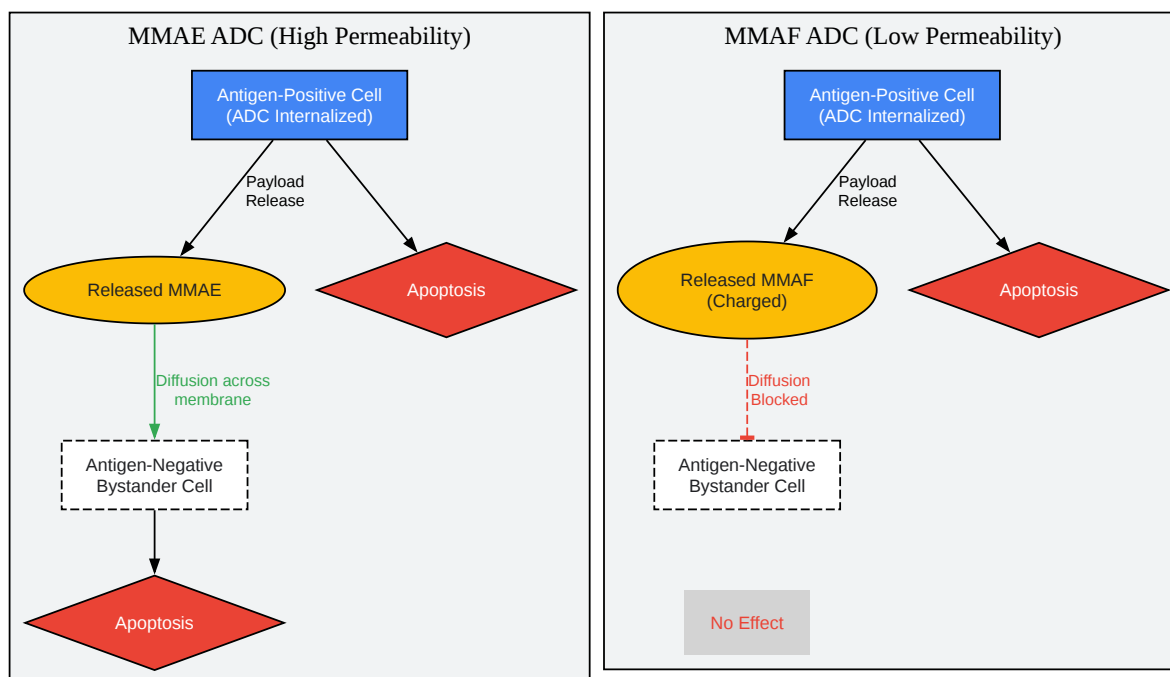 MMAE ADC (High Permeability)
Antigen-Positive Cell
(ADC Internalized)
Payload
Release
Released MMAE
Apoptosis
Diffusion across
membrane
Antigen-Negative
Bystander Cell
Apoptosis
MMAF ADC (Low Permeability)
Antigen-Positive Cell
(ADC Internalized)
Payload
Release
Released MMAF
(Charged)
Apoptosis
Diffusion
Blocked
Antigen-Negative
Bystander Cell
No Effect